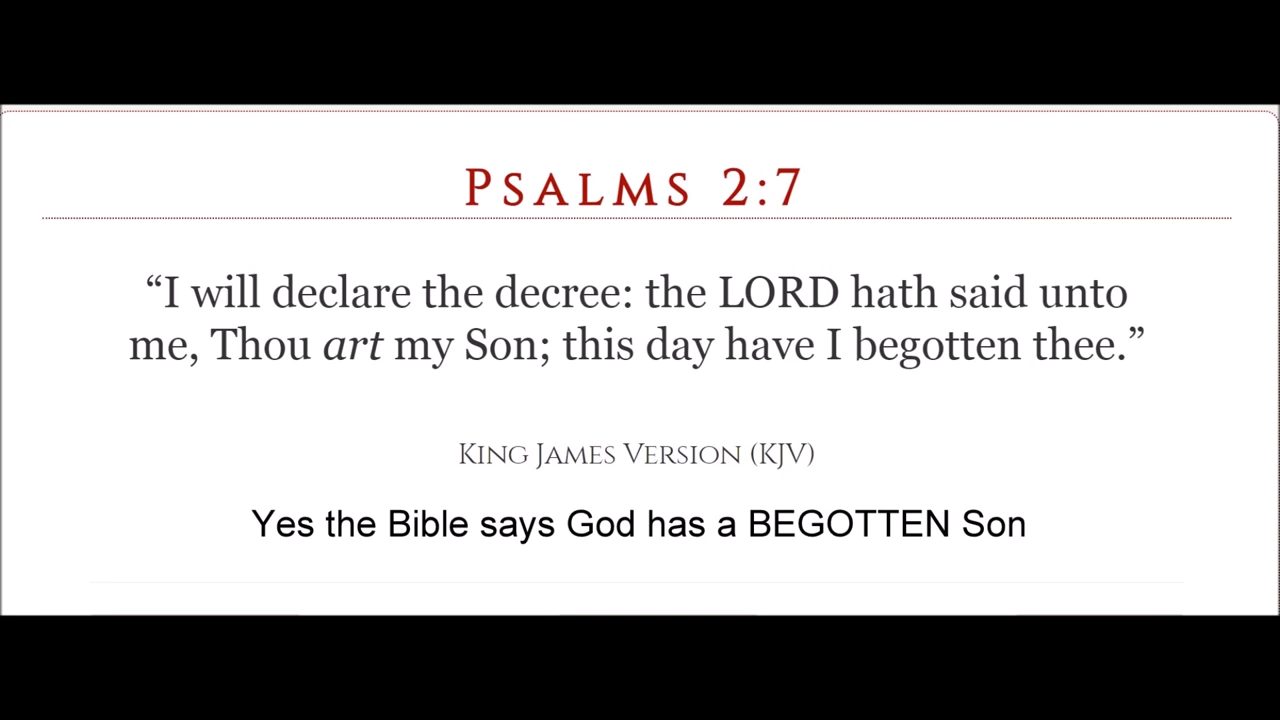 PSALMS 2:7
“I will declare the decree: the LORD hath said unto
me, Thou art my Son; this day have I begotten thee.”
KING JAMES VERSION (KJV)
Yes the Bible says God has a BEGOTTEN Son